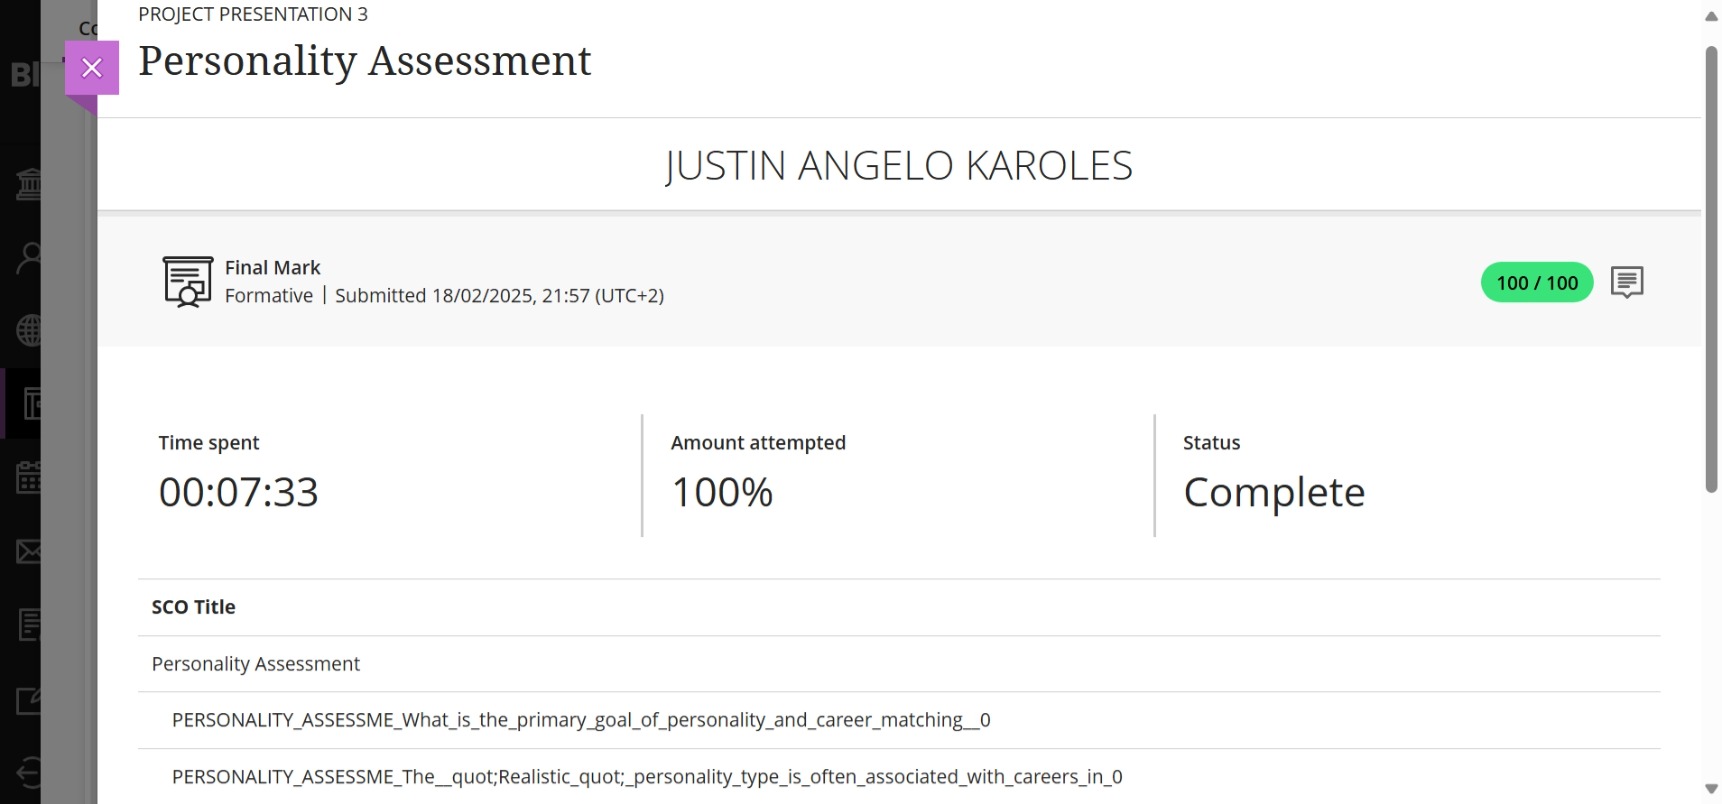 PROJECT PRESENTATION 3
Co
Personality Assessment
Bl
JUSTIN ANGELO KAROLES
Final Mark
Formative | Submitted 18/02/2025, 21:57 (UTC+2)
100 / 100
Time spent
00:07:33
Amount attempted
100%
Status
Complete
SCO Title
Personality Assessment
PERSONALITY_ASSESSME_What_is_the_primary_goal_of_personality_and_career_matching__0
PERSONALITY_ASSESSME_The__quot;Realistic_quot;_personality_type_is_often_associated_with_careers_in_0